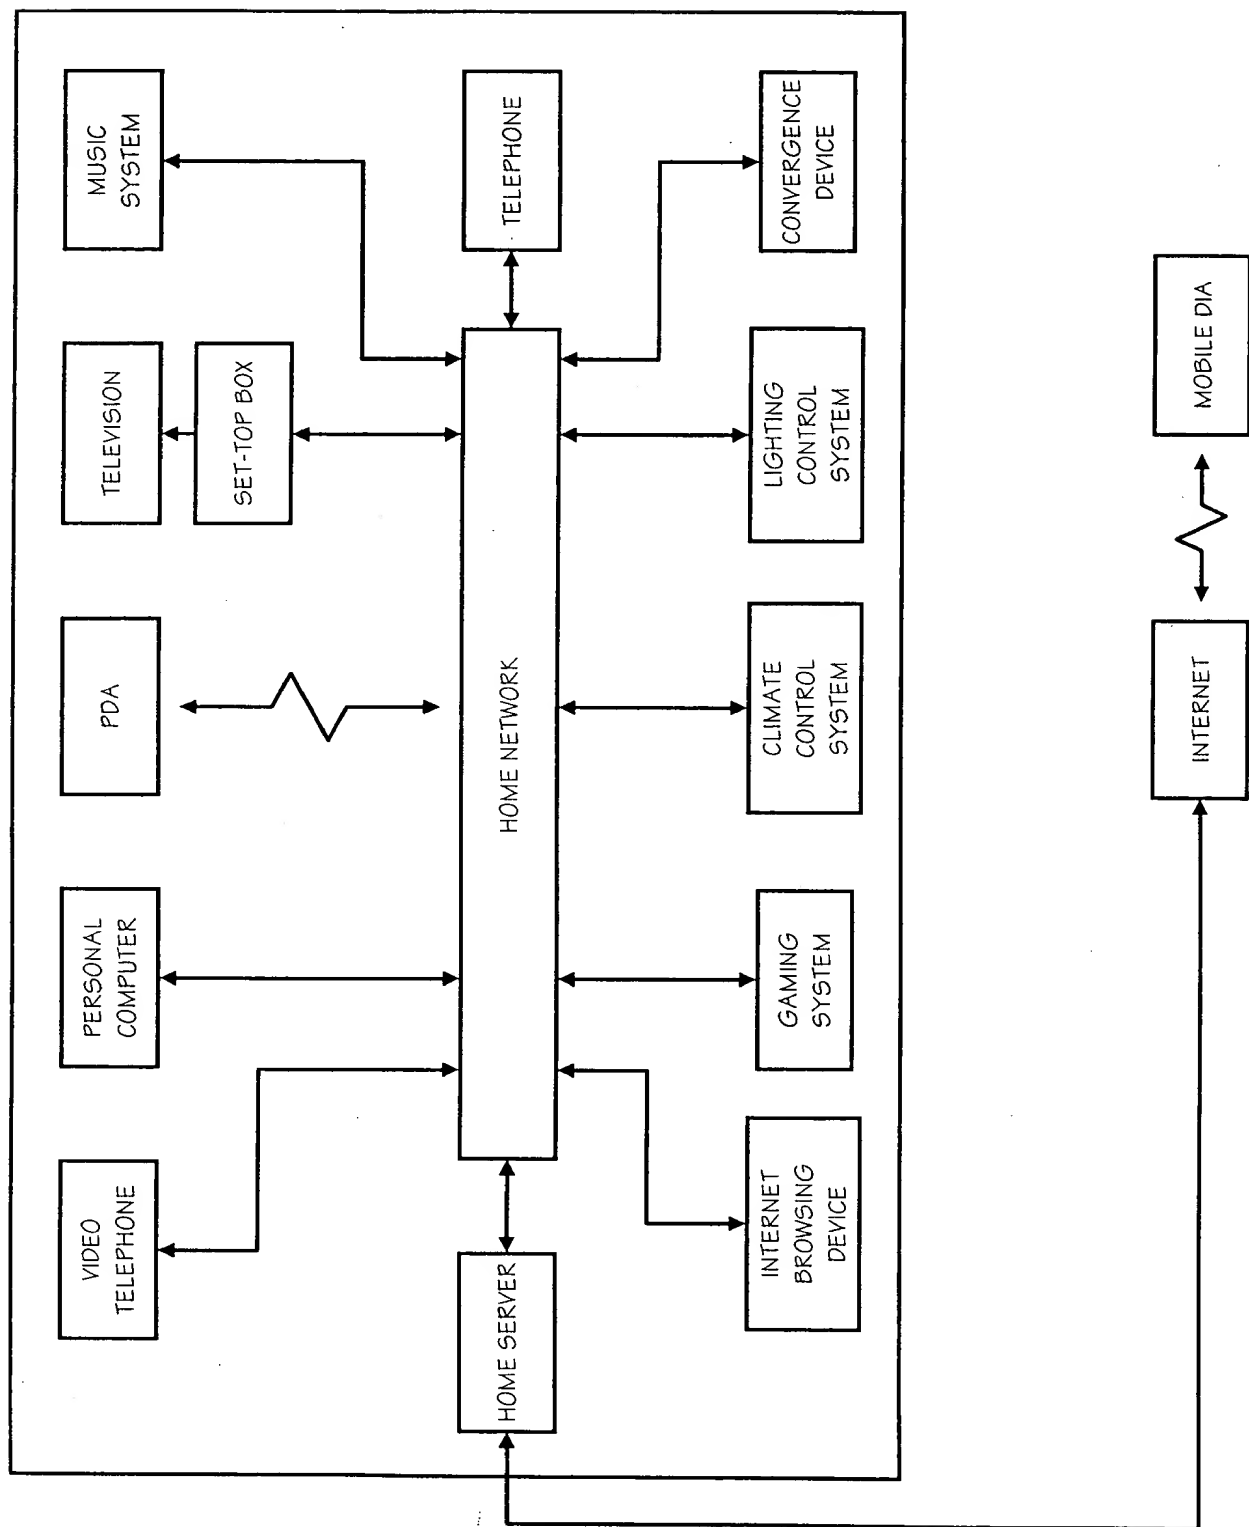 VIDEO
TELEPHONE
PERSONAL
COMPUTER
PDA
TELEVISION
SET-TOP BOX
MUSIC
SYSTEM
HOME SERVER
HOME NETWORK
TELEPHONE
INTERNET
BROWSING
DEVICE
GAMING
SYSTEM
CLIMATE
CONTROL
SYSTEM
LIGHTING
CONTROL
SYSTEM
CONVERGENCE
DEVICE
INTERNET
MOBILE DIA